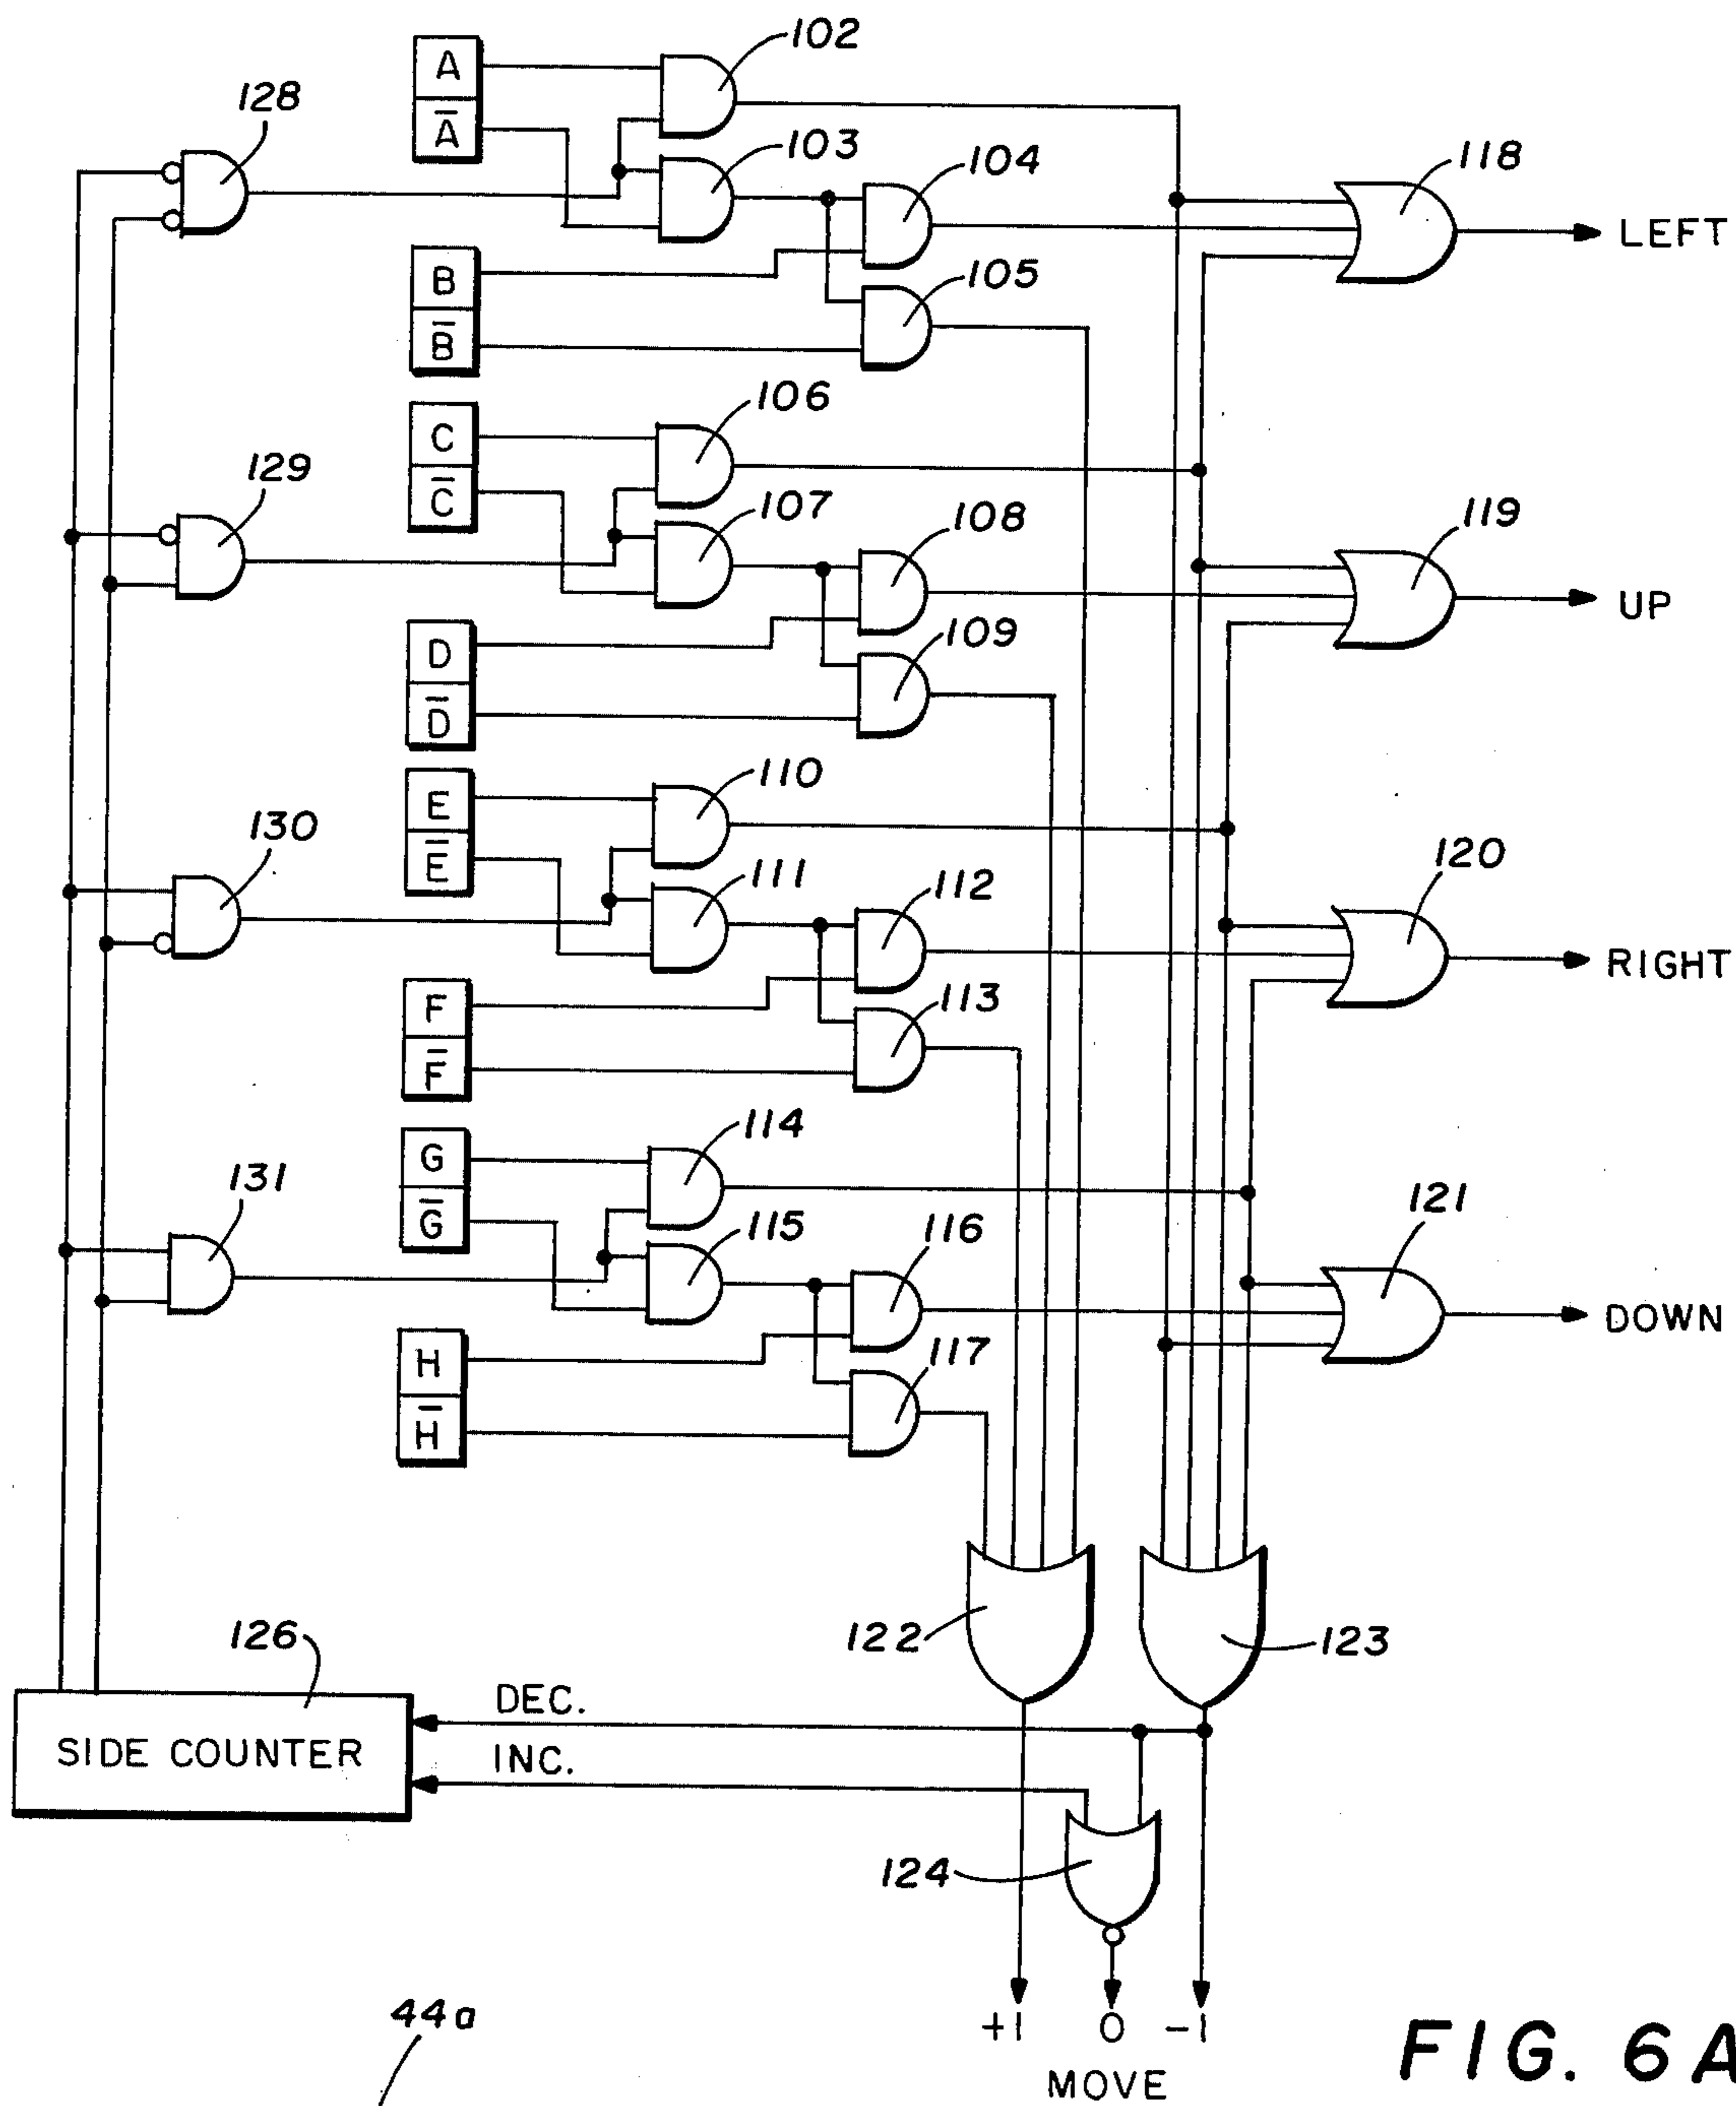 102
A
Ā
128
103
104
118
LEFT
B
B̄
105
C
C̄
106
129
107
108
119
UP
D
D̄
109
E
Ē
110
130
111
112
120
RIGHT
F
F̄
113
G
Ḡ
114
131
115
116
121
DOWN
H
H̄
117
122
123
126
DEC.
SIDE COUNTER
INC.
124
44a
+1 0 -1
MOVE
FIG. 6A